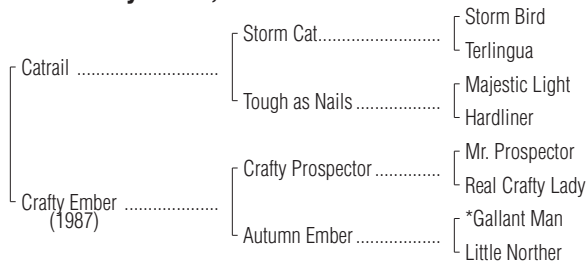 Storm Bird
Storm Cat........................
Terlingua
Catrail ............................
Majestic Light
Tough as Nails .................
Hardliner
Mr. Prospector
Crafty Prospector .............
Real Crafty Lady
Crafty Ember ...................
(1987)
*Gallant Man
Autumn Ember .................
Little Norther